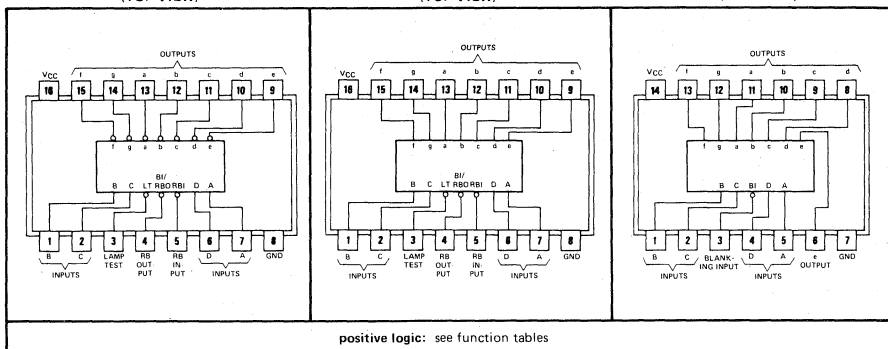 (TOP VIEW) (TOP VIEW)
OUTPUTS
VCC f g a b c d e
16 15 14 13 12 11 10 9
f g a b c d e
BI/
B C LT RBO RBI D A
1 2 3 4 5 6 7 8
B C LAMP TEST RB OUT PUT RB IN- PUT D A GND
INPUTS INPUTS
OUTPUTS
VCC f g a b c d e
16 15 14 13 12 11 10 9
f g a b c d e
BI/
B C LT RBO RBI D A
1 2 3 4 5 6 7 8
B C LAMP TEST RB OUT- PUT RB IN- PUT D A GND
INPUTS INPUTS
OUTPUTS
VCC f g a b c d
14 13 12 11 10 9 8
f g a b c d e
B C BI D A
1 2 3 4 5 6 7
B C BLANK- ING INPUT D A e OUTPUT GND
INPUTS INPUTS
positive logic: see function tables